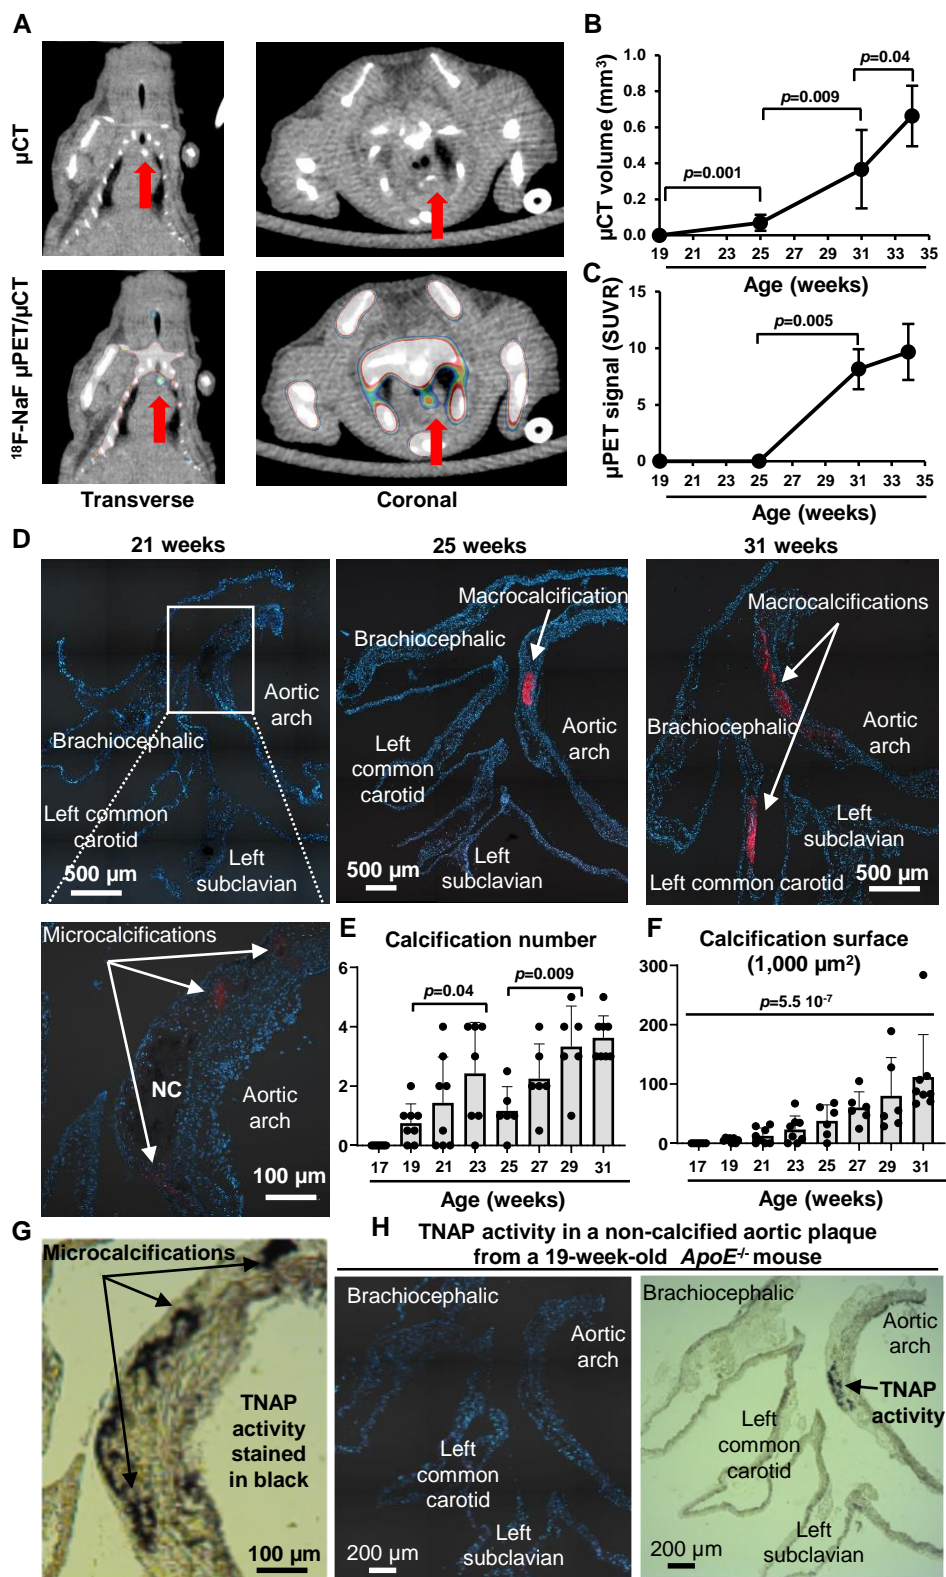 A
µCT
18F-NaF µPET/µCT
Transverse
Coronal
B
µCT volume (mm³)
1.0
0.8
0.6
0.4
0.2
0.0
p=0.001
p=0.009
p=0.04
19 21 23 25 27 29 31 33 35
Age (weeks)
C
µPET signal (SUVR)
15
10
5
0
p=0.005
19 21 23 25 27 29 31 33 35
Age (weeks)
D
21 weeks
Aortic
arch
Brachiocephalic
Left common
carotid
Left
subclavian
500 µm
25 weeks
Macrocalcification
Brachiocephalic
Left
common
carotid
Aortic
arch
Left
subclavian
500 µm
31 weeks
Macrocalcifications
Brachiocephalic
Aortic
arch
Left
subclavian
Left common carotid
500 µm
Microcalcifications
NC
Aortic
arch
100 µm
E
Calcification number
6
4
2
0
p=0.04
p=0.009
17 19 21 23 25 27 29 31
Age (weeks)
F
Calcification surface
(1,000 µm²)
300
200
100
0
p=5.5 10⁻⁷
17 19 21 23 25 27 29 31
Age (weeks)
G
Microcalcifications
TNAP
activity
stained
in black
100 µm
H
TNAP activity in a non-calcified aortic plaque
from a 19-week-old ApoE⁻/⁻ mouse
Brachiocephalic
Aortic
arch
Left
common
carotid
Left
subclavian
200 µm
Brachiocephalic
Aortic
arch
TNAP
activity
Left
common
carotid
Left
subclavian
200 µm